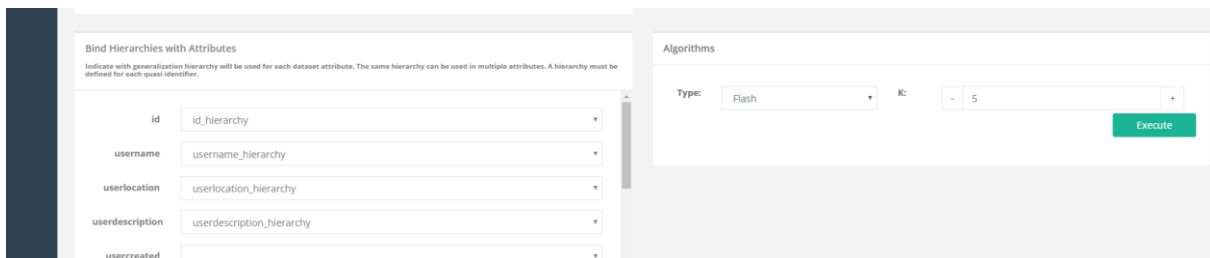 Bind Hierarchies with Attributes
Indicate with generalization hierarchy will be used for each dataset attribute. The same hierarchy can be used in multiple attributes. A hierarchy must be
defined for each quasi identifier.
id id_hierarchy
username username_hierarchy
userlocation userlocation_hierarchy
userdescription userdescription_hierarchy
usercreated
Algorithms
Type: Flash K: - 5 +
Execute